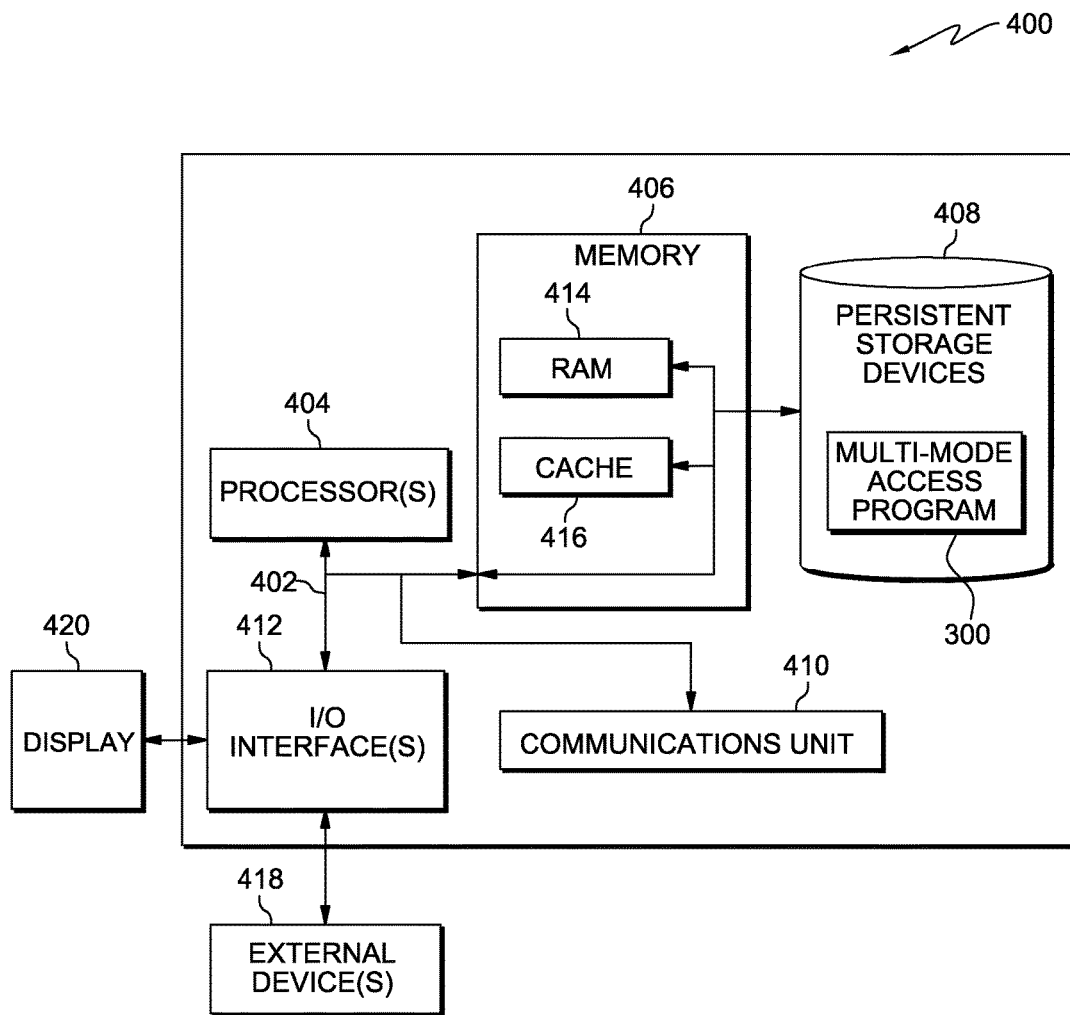 400
406
MEMORY
408
414
RAM
PERSISTENT
STORAGE
DEVICES
404
PROCESSOR(S)
CACHE
416
MULTI-MODE
ACCESS
PROGRAM
402
300
420
412
410
DISPLAY
I/O
INTERFACE(S)
COMMUNICATIONS UNIT
418
EXTERNAL
DEVICE(S)